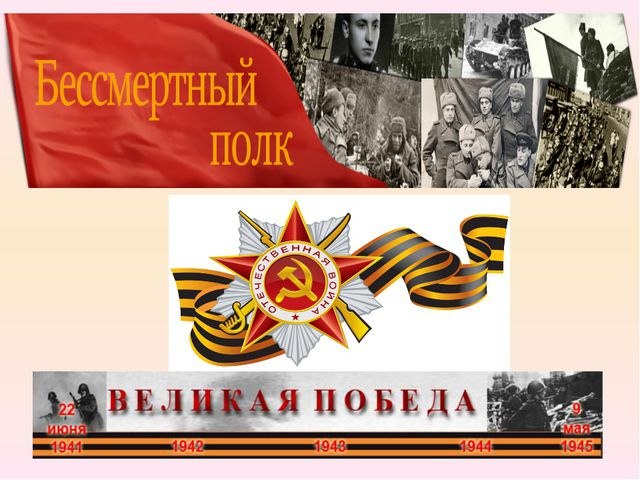 Бессмертный
полк
ОТЕЧЕСТВЕННАЯ ВОЙНА
ВЕЛИКАЯ ПОБЕДА
22 июня 1941
1942
1943
1944
9 мая 1945